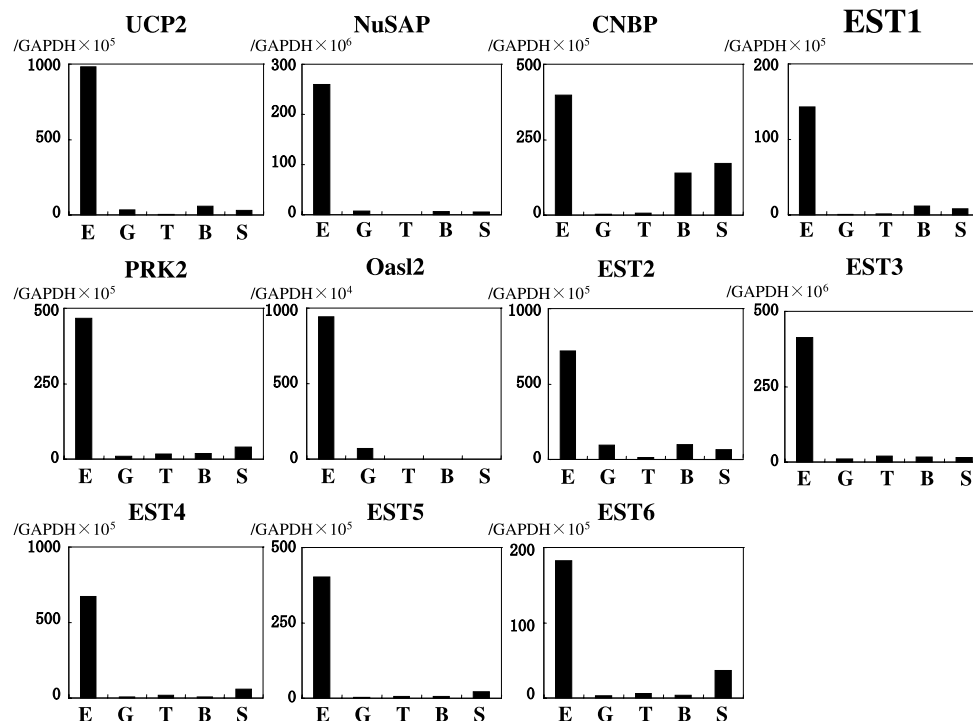 UCP2 NuSAP CNBP EST1
/GAPDH×10⁵ /GAPDH×10⁶ /GAPDH×10⁵ /GAPDH×10⁵
1000 300 500 200
500 200 250 100
100
0 0 0 0
E G T B S E G T B S E G T B S E G T B S
PRK2 Oasl2 EST2 EST3
/GAPDH×10⁵ /GAPDH×10⁴ /GAPDH×10⁵ /GAPDH×10⁶
500 1000 1000 500
250 500 500 250
0 0 0 0
E G T B S E G T B S E G T B S E G T B S
EST4 EST5 EST6
/GAPDH×10⁵ /GAPDH×10⁵ /GAPDH×10⁵
1000 500 200
500 250 100
0 0 0
E G T B S E G T B S E G T B S